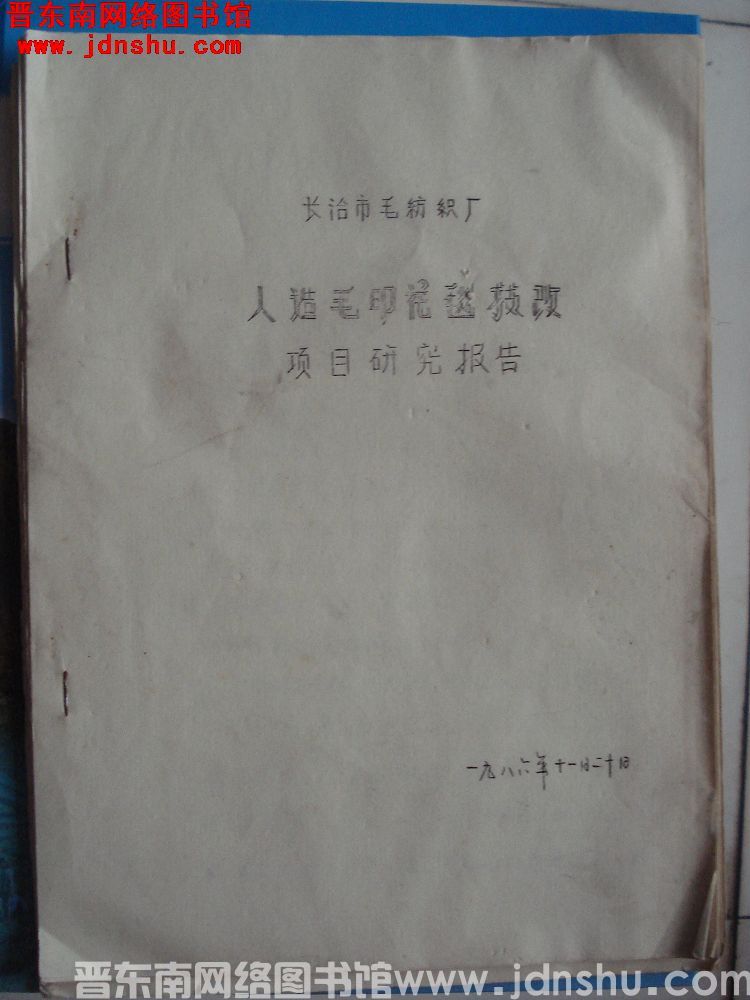 晋东南网络图书馆
www.jdnshu.com
长治市毛纺织厂
人造毛印花毯技改
项目研究报告
一九八六年十一月二十日
晋东南网络图书馆www.jdnshu.com